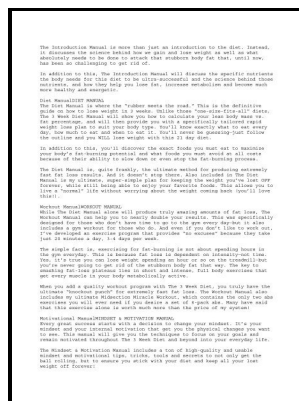 The Introduction Manual is more than just an introduction to the diet. Instead,
it discusses the science behind how we gain and lose weight as well as what
absolutely needs to be done to attack that stubborn body fat that, until now,
has been so challenging to get rid of.
In addition to this, The Introduction Manual will discuss the specific nutrients
the body needs for this diet to be ultra-successful and the science behind those
nutrients, and how they help you lose fat, increase metabolism and become much
more healthy and energetic.
Diet ManualDIET MANUAL
The Diet Manual is where the "rubber meets the road." This is the definitive
guide on how to lose weight in 3 weeks. Unlike those "one-size-fits-all" diets,
The 3 Week Diet Manual will show you how to calculate your lean body mass vs.
fat percentage, and will then provide you with a specifically tailored rapid
weight loss plan to suit your body type. You'll know exactly what to eat every
day, how much to eat and when to eat it. You'll never be guessing-just follow
the outline and you WILL lose weight with this 21 day diet.
In addition to this, you'll discover the exact foods you must eat to maximize
your body's fat-burning potential and what foods you must avoid at all costs
because of their ability to slow down or even stop the fat-burning process.
The Diet Manual is, quite frankly, the ultimate method for producing extremely
fast fat loss results. And it doesn't stop there. Also included in The Diet
Manual is my ultimate, super-simple plan for keeping the weight you've lost OFF
forever, while still being able to enjoy your favorite foods. This allows you to
live a "normal" life without worrying about the weight coming back (you'll love
this!).
Workout ManualWORKOUT MANUAL
While The Diet Manual alone will produce truly amazing amounts of fat loss, The
Workout Manual can help you to nearly double your results. This was specifically
designed for those who don't have time to go to the gym every day-but it also
includes a gym workout for those who do. And even if you don't like to work out,
I've developed an exercise program that provides "no excuses" because they take
just 20 minutes a day, 3-4 days per week.
The simple fact is, exercising for fat-burning is not about spending hours in
the gym everyday. This is because fat loss is dependent on intensity-not time.
Yes, it's true you can lose weight spending an hour or so on the treadmill-but
you're never going to get rid of the stubborn body fat that way. The key to
smashing fat-loss plateaus lies in short and intense, full body exercises that
get every muscle in your body metabolically active.
When you add a quality workout program with The 3 Week Diet, you truly have the
ultimate "knockout punch" for extremely fast fat loss. The Workout Manual also
includes my ultimate Midsection Miracle Workout, which contains the only two abs
exercises you will ever need if you desire a set of 6-pack abs. Many have said
that this exercise alone is worth much more than the price of my system!
Motivational ManualMINDSET & MOTIVATION MANUAL
Every great success starts with a decision to change your mindset. It's your
mindset and your internal motivation that get you the physical changes you want
to see. This manual will give you the techniques to focus on your goals and
remain motivated throughout The 3 Week Diet and beyond into your everyday life.
The Mindset & Motivation Manual includes a ton of high-quality and usable
mindset and motivational tips, tricks, tools and secrets to not only get the
ball rolling, but to ensure you stick with your diet and keep all your lost
weight off forever!